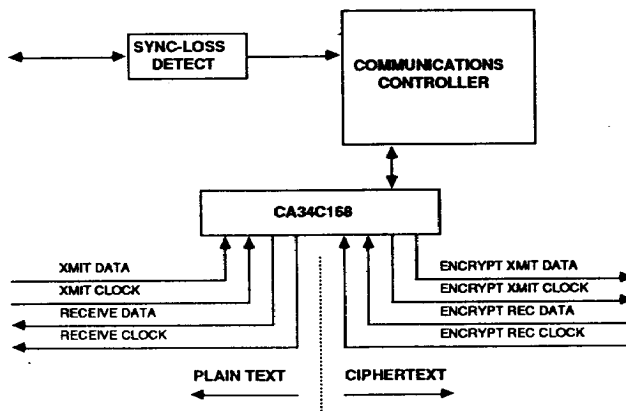 SYNC-LOSS
DETECT
COMMUNICATIONS
CONTROLLER
CA34C168
XMIT DATA
XMIT CLOCK
RECEIVE DATA
RECEIVE CLOCK
ENCRYPT XMIT DATA
ENCRYPT XMIT CLOCK
ENCRYPT REC DATA
ENCRYPT REC CLOCK
PLAIN TEXT
CIPHERTEXT